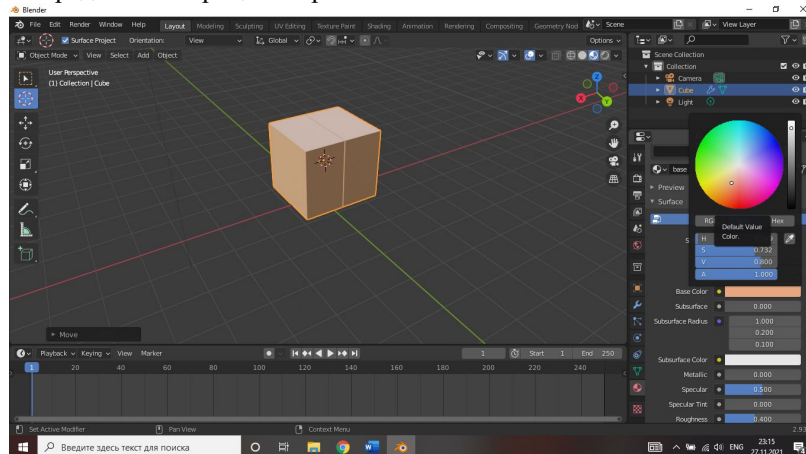 Blender
File Edit Render Window Help Layout Modeling Sculpting UV Editing Texture Paint Shading Animation Rendering Compositing Geometry Nod Scene View Layer
Surface Project Orientation: View Global Options
Object Mode View Select Add Object
User Perspective
(1) Collection | Cube
Scene Collection
Collection
Camera
Cube
Light
base
Preview
Surface
RG Hex
Default Value
Color.
S H
S 0.732
V 0.800
A 1.000
Base Color
Subsurface 0.000
Subsurface Radius 1.000
0.200
0.100
Subsurface Color
Metallic 0.000
Specular 0.500
Specular Tint 0.000
Roughness 0.400
Move
Playback Keying View Marker 1 Start 1 End 250
1 20 40 60 80 100 120 140 160 180 200 220 240
Set Active Modifier Pan View Context Menu 2.93
Введите здесь текст для поиска ENG 23:15
27.11.2021